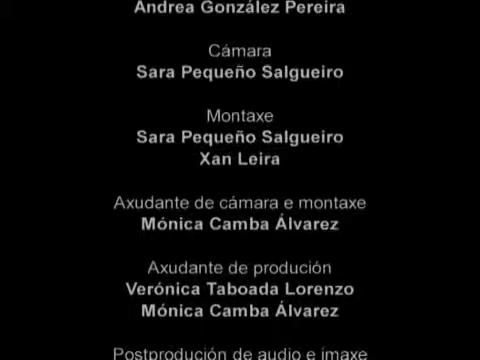 Andrea González Pereira
Cámara
Sara Pequeño Salgueiro
Montaxe
Sara Pequeño Salgueiro
Xan Leira
Axudante de cámara e montaxe
Mónica Camba Álvarez
Axudante de produción
Verónica Taboada Lorenzo
Mónica Camba Álvarez
Postprodución de audio e imaxe